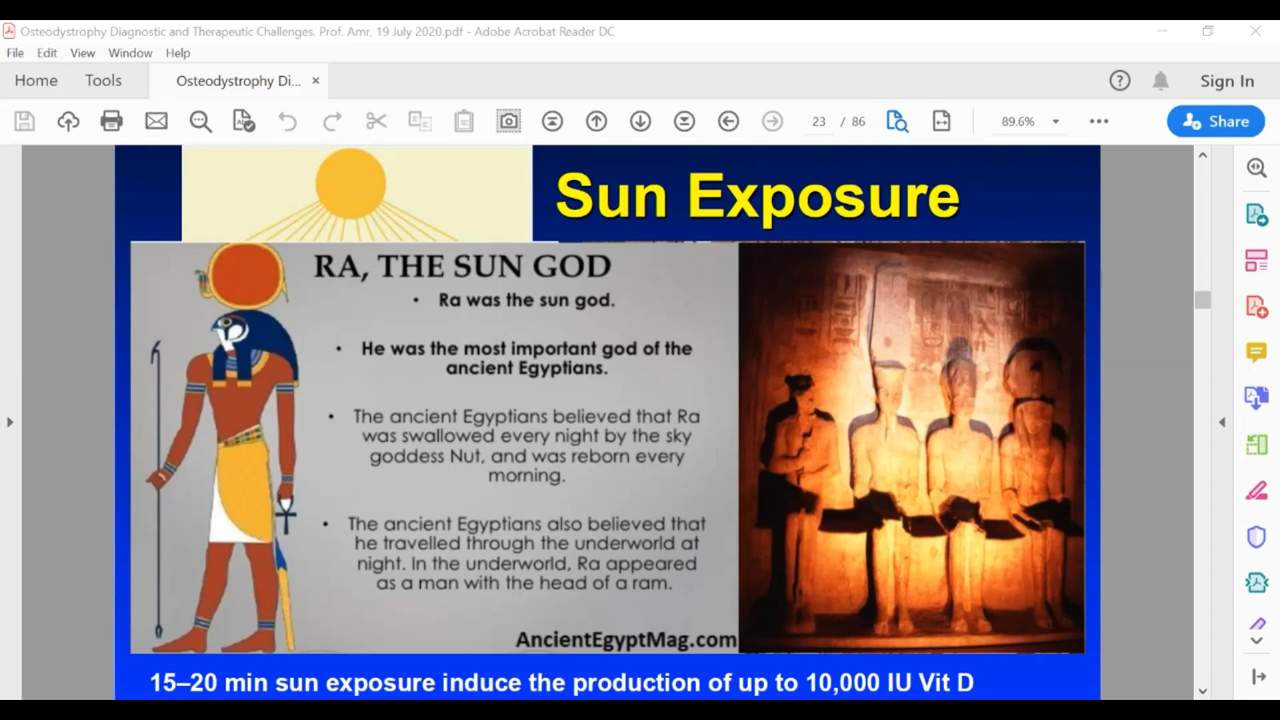 Osteodystrophy Diagnostic and Therapeutic Challenges. Prof. Amr, 19 July 2020.pdf - Adobe Acrobat Reader DC
File Edit View Window Help
Home Tools Osteodystrophy Di... × Sign In
23 / 86 89.6% Share
Sun Exposure
RA, THE SUN GOD
• Ra was the sun god.
• He was the most important god of the
ancient Egyptians.
• The ancient Egyptians believed that Ra
was swallowed every night by the sky
goddess Nut, and was reborn every
morning.
• The ancient Egyptians also believed that
he travelled through the underworld at
night. In the underworld, Ra appeared
as a man with the head of a ram.
AncientEgyptMag.com
15–20 min sun exposure induce the production of up to 10,000 IU Vit D